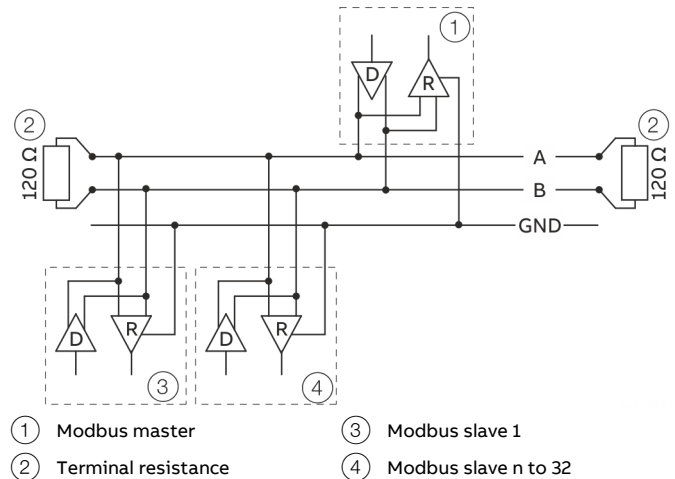 1
D
R
2
2
120 Ω
A
120 Ω
B
GND
D
R
D
R
3
4
1 Modbus master
3 Modbus slave 1
2 Terminal resistance
4 Modbus slave n to 32